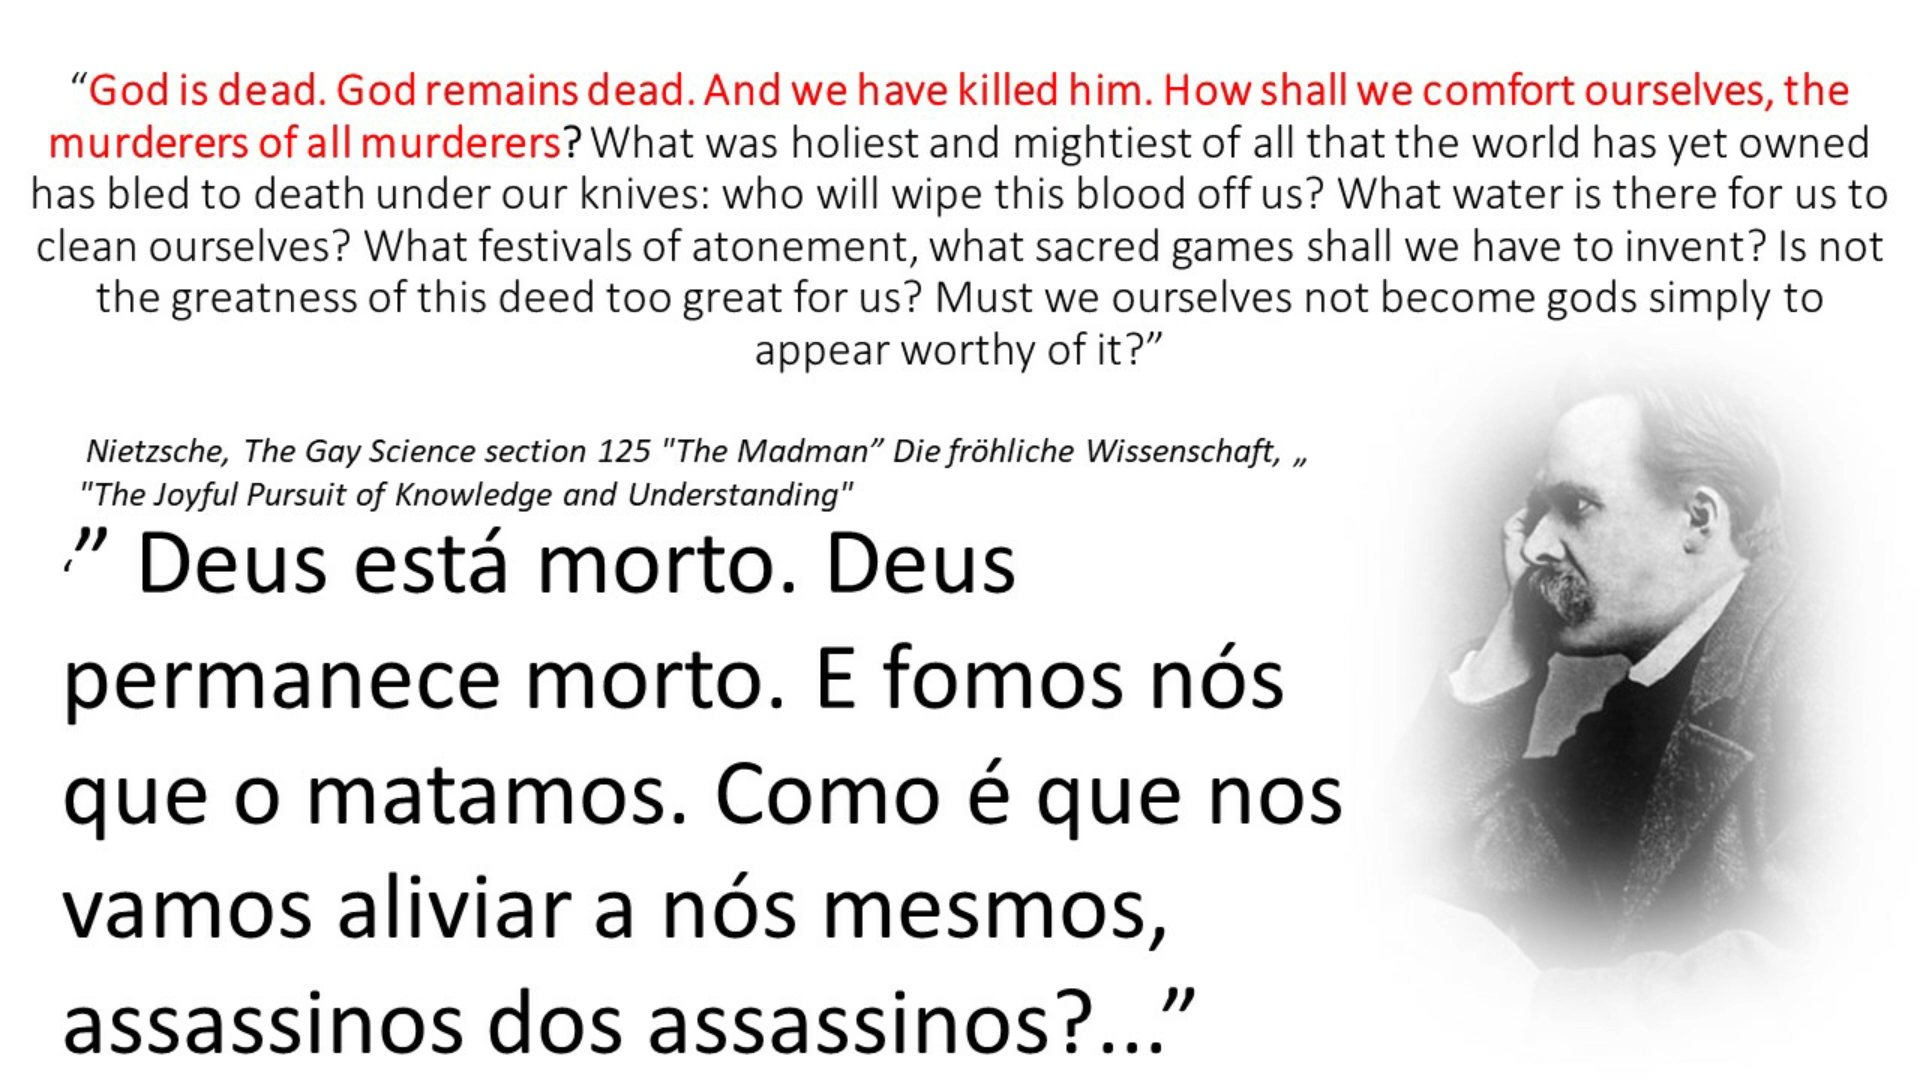 “God is dead. God remains dead. And we have killed him. How shall we comfort ourselves, the
murderers of all murderers? What was holiest and mightiest of all that the world has yet owned
has bled to death under our knives: who will wipe this blood off us? What water is there for us to
clean ourselves? What festivals of atonement, what sacred games shall we have to invent? Is not
the greatness of this deed too great for us? Must we ourselves not become gods simply to
appear worthy of it?”
Nietzsche, The Gay Science section 125 "The Madman” Die fröhliche Wissenschaft, „
"The Joyful Pursuit of Knowledge and Understanding"
‘” Deus está morto. Deus
permanece morto. E fomos nós
que o matamos. Como é que nos
vamos aliviar a nós mesmos,
assassinos dos assassinos?...”